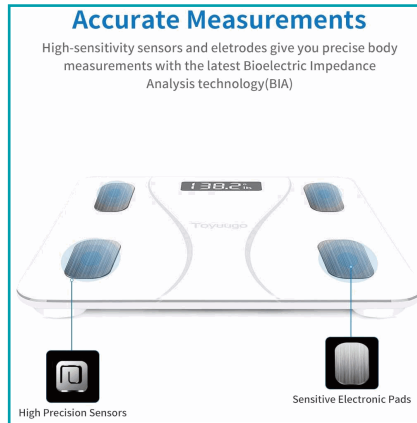 Accurate Measurements
High-sensitivity sensors and eletrodes give you precise body
measurements with the latest Bioelectric Impedance
Analysis technology(BIA)
138.2 lb
Toyuugo
High Precision Sensors
Sensitive Electronic Pads